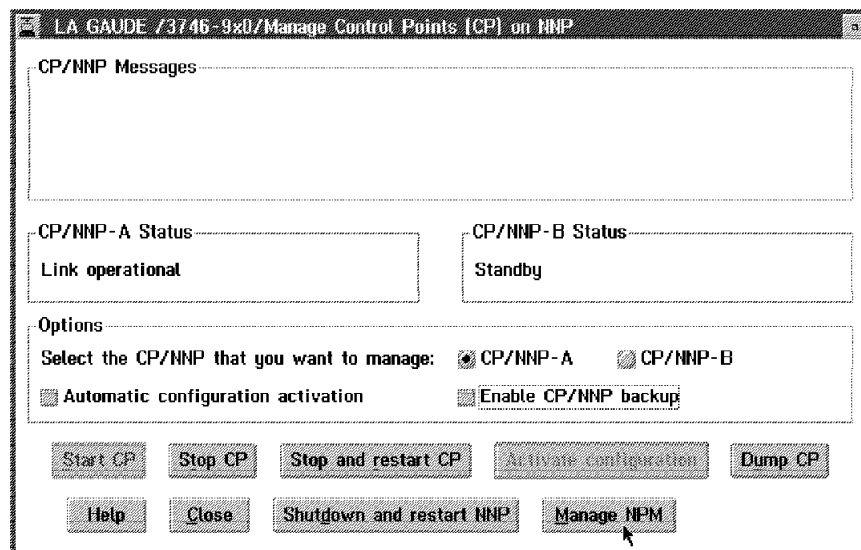 LA GAUDE /3746-9x0/Manage Control Points (CP) on NNP
CP/NNP Messages
CP/NNP-A Status
CP/NNP-B Status
Link operational
Standby
Options
Select the CP/NNP that you want to manage: CP/NNP-A CP/NNP-B
Automatic configuration activation Enable CP/NNP backup
Start CP Stop CP Stop and restart CP Activate configuration Dump CP
Help Close Shutdown and restart NNP Manage NPM